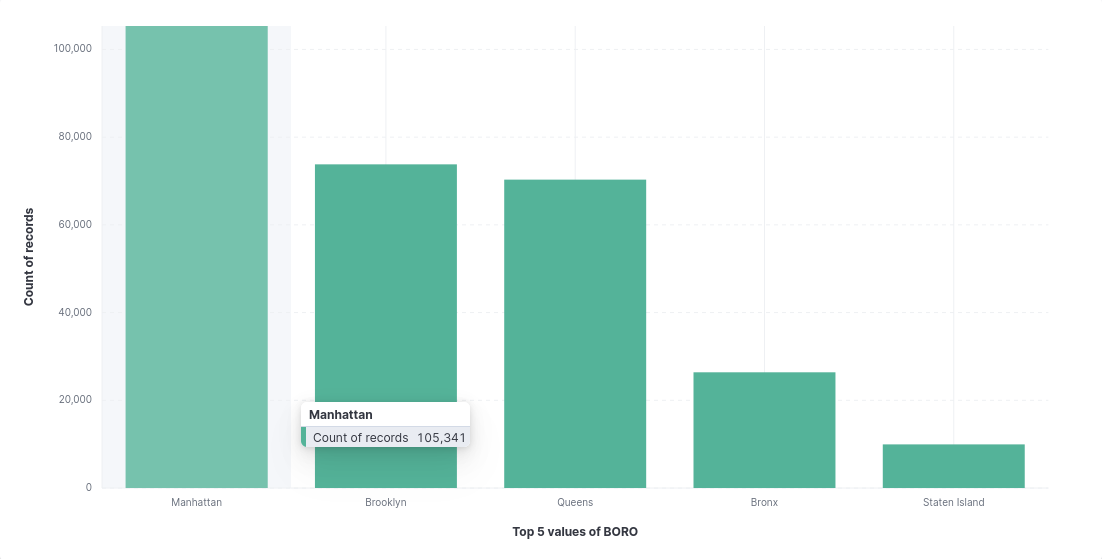 100,000
80,000
60,000
40,000
20,000
0
Count of records
Manhattan
Count of records 105,341
Manhattan Brooklyn Queens Bronx Staten Island
Top 5 values of BORO